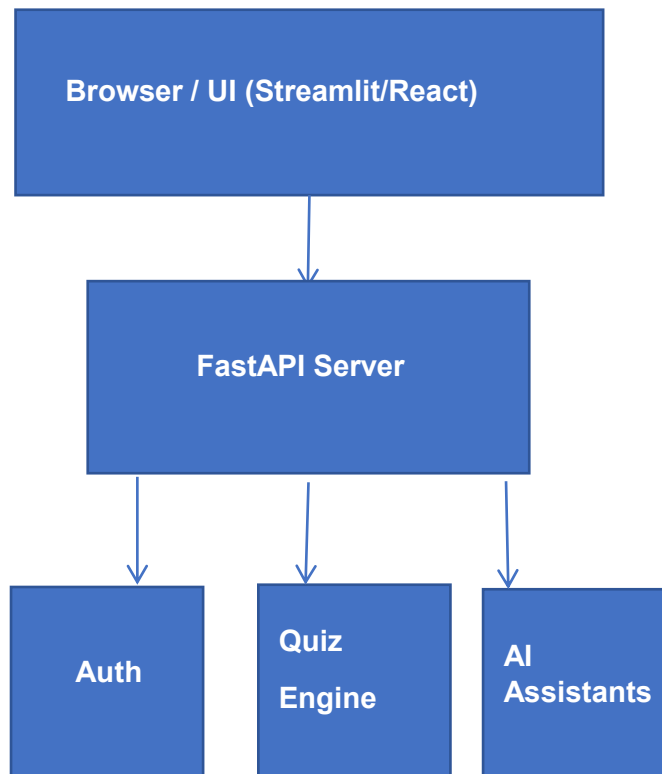 Browser / UI (Streamlit/React)
FastAPI Server
Auth
Quiz
Engine
AI
Assistants